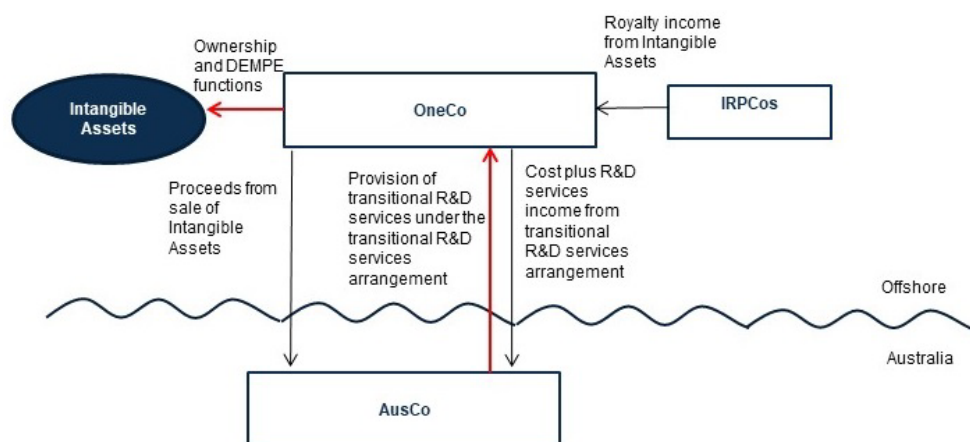 Royalty income
from Intangible
Assets
Ownership
and DEMPE
functions
Intangible
Assets
OneCo
IRPCos
Proceeds from
sale of
Intangible
Assets
Provision of
transitional R&D
services under the
transitional R&D
services
arrangement
Cost plus R&D
services
income from
transitional
R&D services
arrangement
Offshore
Australia
AusCo